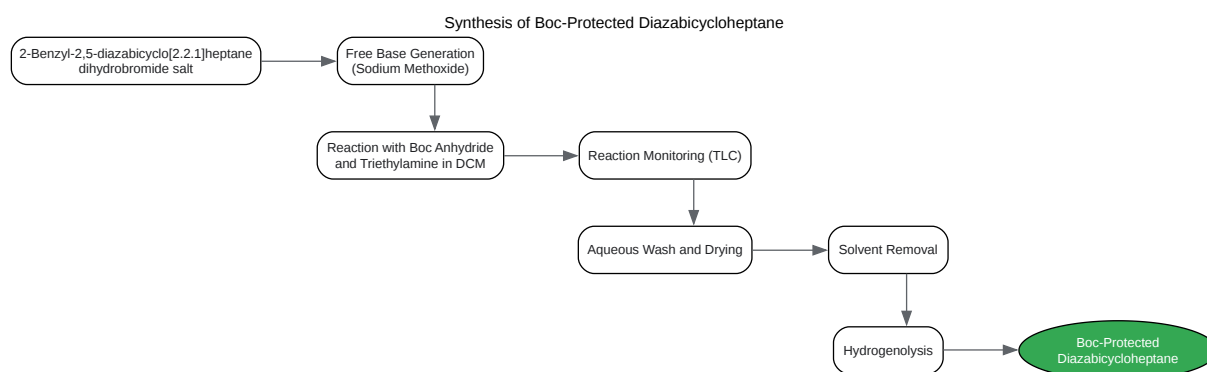 Synthesis of Boc-Protected Diazabicycloheptane
2-Benzyl-2,5-diazabicyclo[2.2.1]heptane
dihydrobromide salt
Free Base Generation
(Sodium Methoxide)
Reaction with Boc Anhydride
and Triethylamine in DCM
Reaction Monitoring (TLC)
Aqueous Wash and Drying
Solvent Removal
Hydrogenolysis
Boc-Protected
Diazabicycloheptane